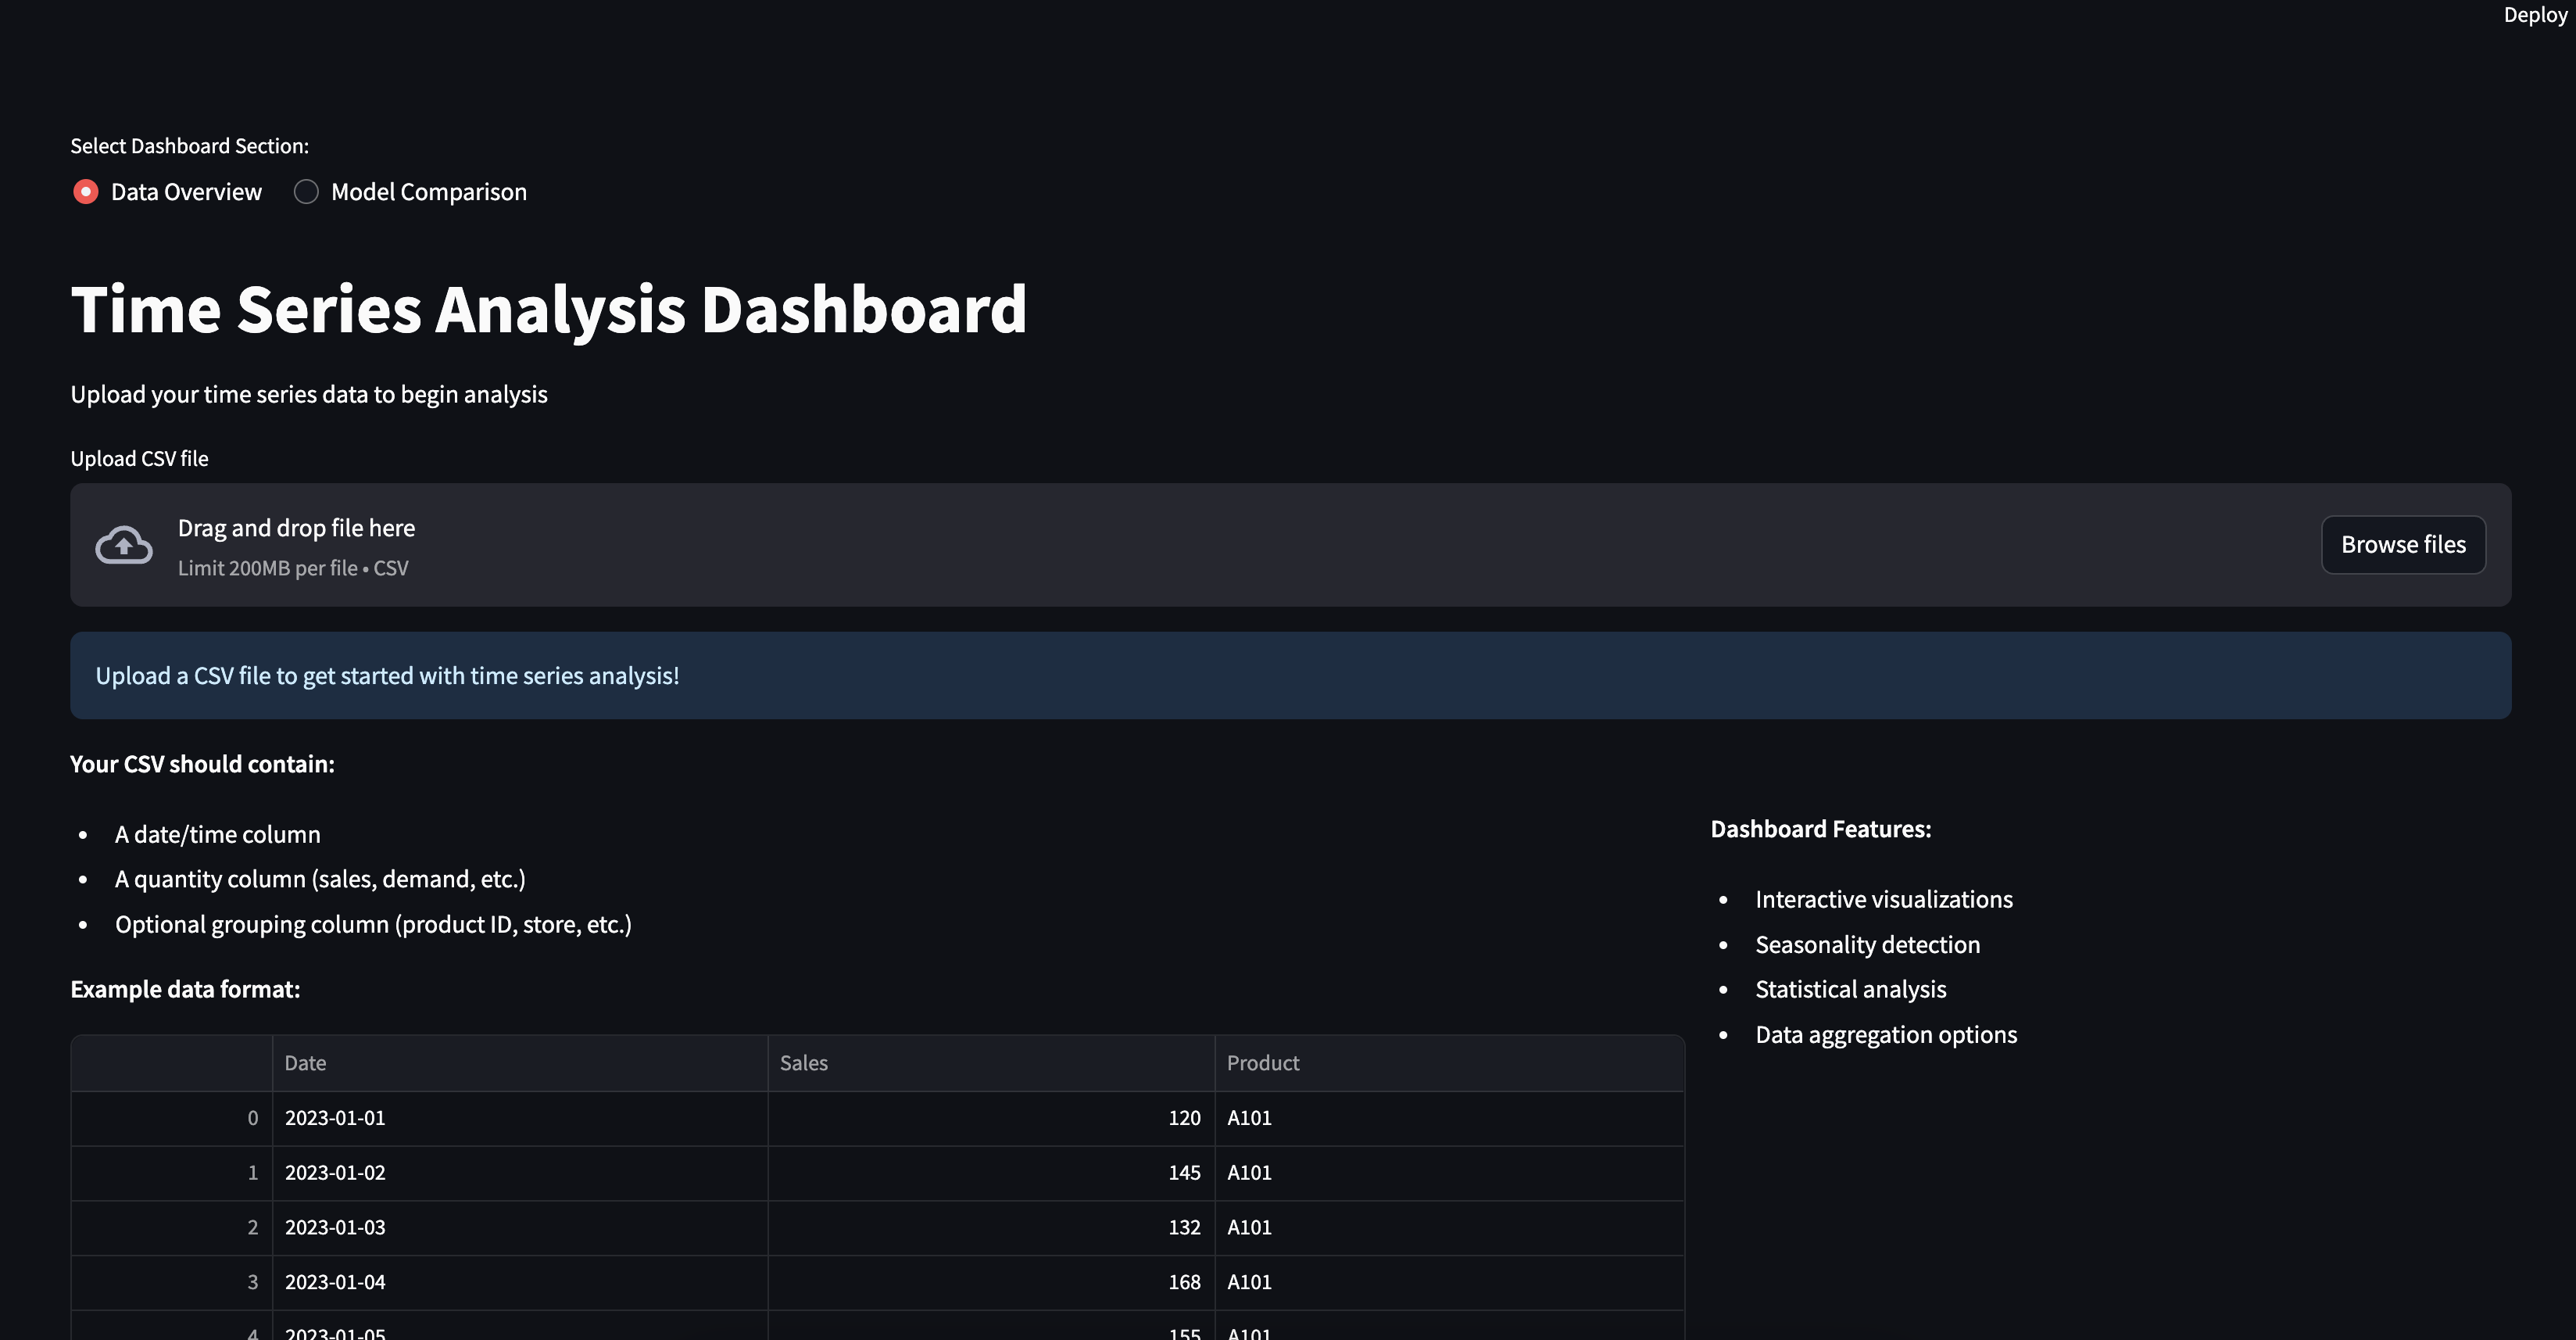 Deploy
Select Dashboard Section:
Data Overview Model Comparison
Time Series Analysis Dashboard
Upload your time series data to begin analysis
Upload CSV file
Drag and drop file here
Limit 200MB per file • CSV
Browse files
Upload a CSV file to get started with time series analysis!
Your CSV should contain:
• A date/time column
• A quantity column (sales, demand, etc.)
• Optional grouping column (product ID, store, etc.)
Example data format:
Date Sales Product
0 2023-01-01 120 A101
1 2023-01-02 145 A101
2 2023-01-03 132 A101
3 2023-01-04 168 A101
4 2023-01-05 155 A101
Dashboard Features:
• Interactive visualizations
• Seasonality detection
• Statistical analysis
• Data aggregation options